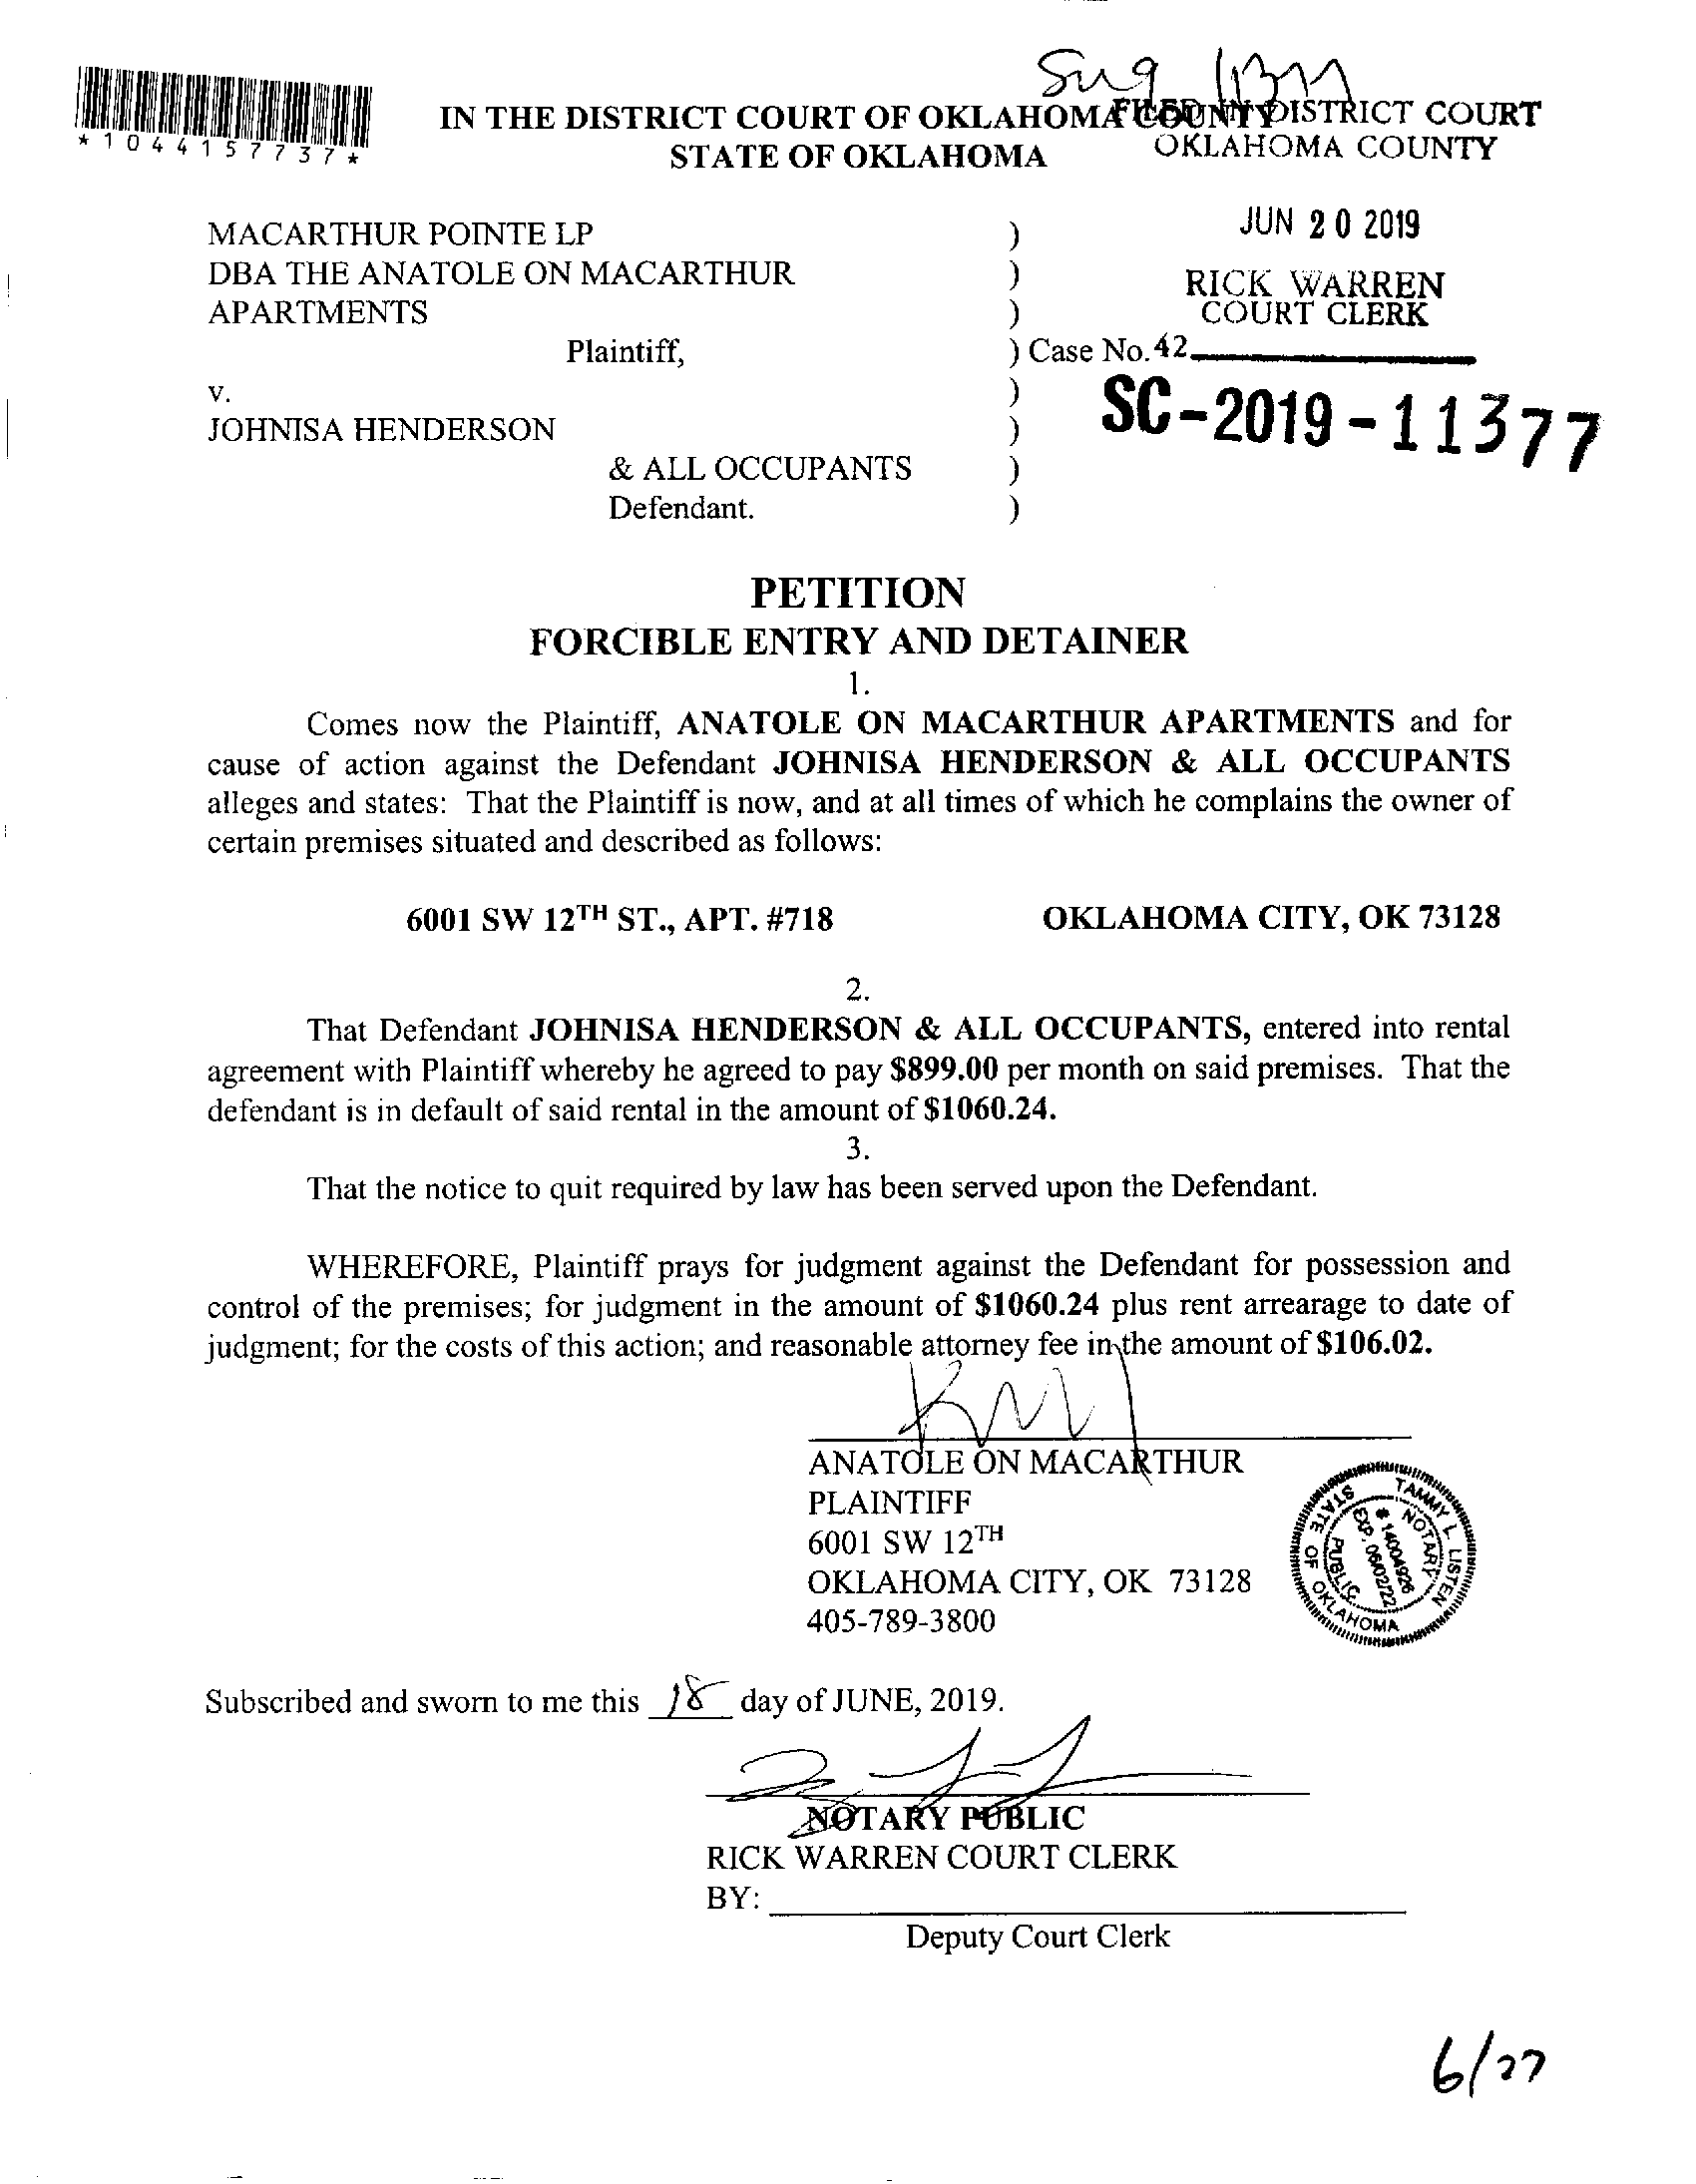 *1044157737*
IN THE DISTRICT COURT OF OKLAHOMA COUNTY
STATE OF OKLAHOMA
FILED IN DISTRICT COURT
OKLAHOMA COUNTY
JUN 20 2019
RICK WARREN
COURT CLERK
MACARTHUR POINTE LP )
DBA THE ANATOLE ON MACARTHUR )
APARTMENTS )
Plaintiff, ) Case No. 42
v. )
SC-2019-11377
JOHNISA HENDERSON )
& ALL OCCUPANTS )
Defendant. )
PETITION
FORCIBLE ENTRY AND DETAINER
1.
Comes now the Plaintiff, ANATOLE ON MACARTHUR APARTMENTS and for
cause of action against the Defendant JOHNISA HENDERSON & ALL OCCUPANTS
alleges and states: That the Plaintiff is now, and at all times of which he complains the owner of
certain premises situated and described as follows:
6001 SW 12TH ST., APT. #718 OKLAHOMA CITY, OK 73128
2.
That Defendant JOHNISA HENDERSON & ALL OCCUPANTS, entered into rental
agreement with Plaintiff whereby he agreed to pay $899.00 per month on said premises. That the
defendant is in default of said rental in the amount of $1060.24.
3.
That the notice to quit required by law has been served upon the Defendant.
WHEREFORE, Plaintiff prays for judgment against the Defendant for possession and
control of the premises; for judgment in the amount of $1060.24 plus rent arrearage to date of
judgment; for the costs of this action; and reasonable attorney fee in the amount of $106.02.
ANATOLE ON MACARTHUR
PLAINTIFF
6001 SW 12TH
OKLAHOMA CITY, OK 73128
405-789-3800
TAMMY L. LISTEN
NOTARY
# 14004926
EXP. 06/02/22
PUBLIC
STATE OF OKLAHOMA
Subscribed and sworn to me this 18 day of JUNE, 2019.
NOTARY PUBLIC
RICK WARREN COURT CLERK
BY:
Deputy Court Clerk
6/27